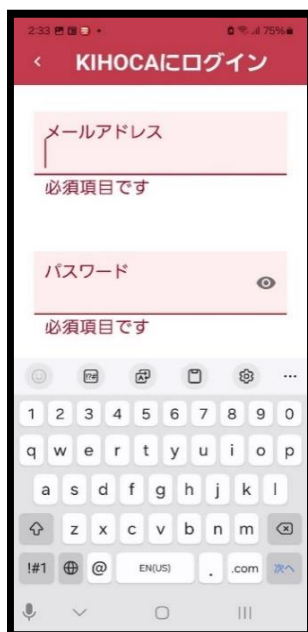 2:33 75%
KIHOCAにログイン
メールアドレス
必須項目です
パスワード
必須項目です
!?#
1 2 3 4 5 6 7 8 9 0
q w e r t y u i o p
a s d f g h j k l
z x c v b n m
!#1 @ EN(US) . .com 次へ